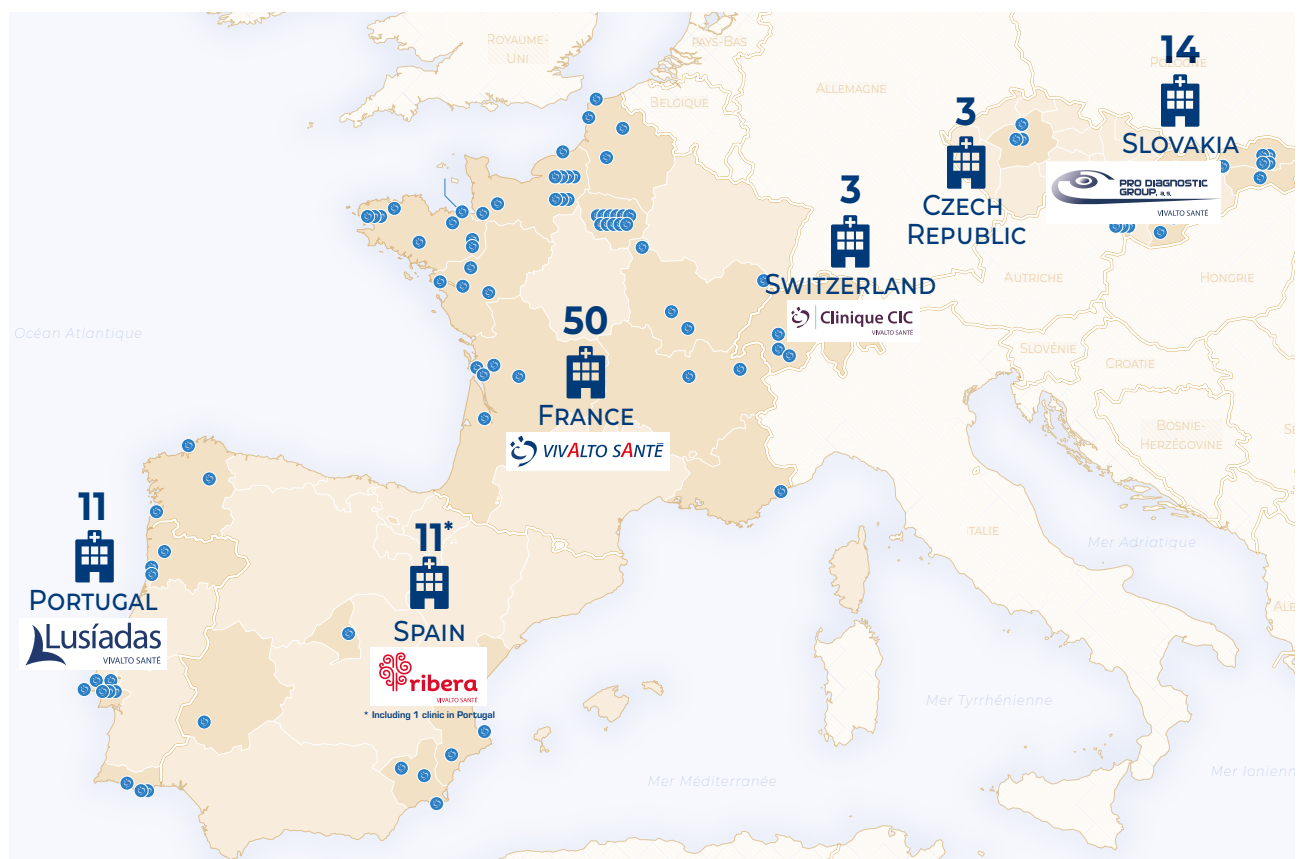 ROYAUME-
UNI
PAYS-BAS
BELGIQUE
ALLEMAGNE
POLOGNE
14
SLOVAKIA
PRO DIAGNOSTIC
GROUP, a.s.
VIVALTO SANTÉ
3
CZECH
REPUBLIC
3
SWITZERLAND
Clinique CIC
VIVALTO SANTÉ
AUTRICHE
HONGRIE
SLOVÉNIE
CROATIE
BOSNIE-
HERZÉGOVINE
Océan Atlantique
50
FRANCE
VIVALTO SANTÉ
11
PORTUGAL
Lusíadas
VIVALTO SANTÉ
11*
SPAIN
ribera
VIVALTO SANTÉ
* Including 1 clinic in Portugal
ITALIE
Mer Adriatique
Mer Tyrrhénienne
Mer Méditerranée